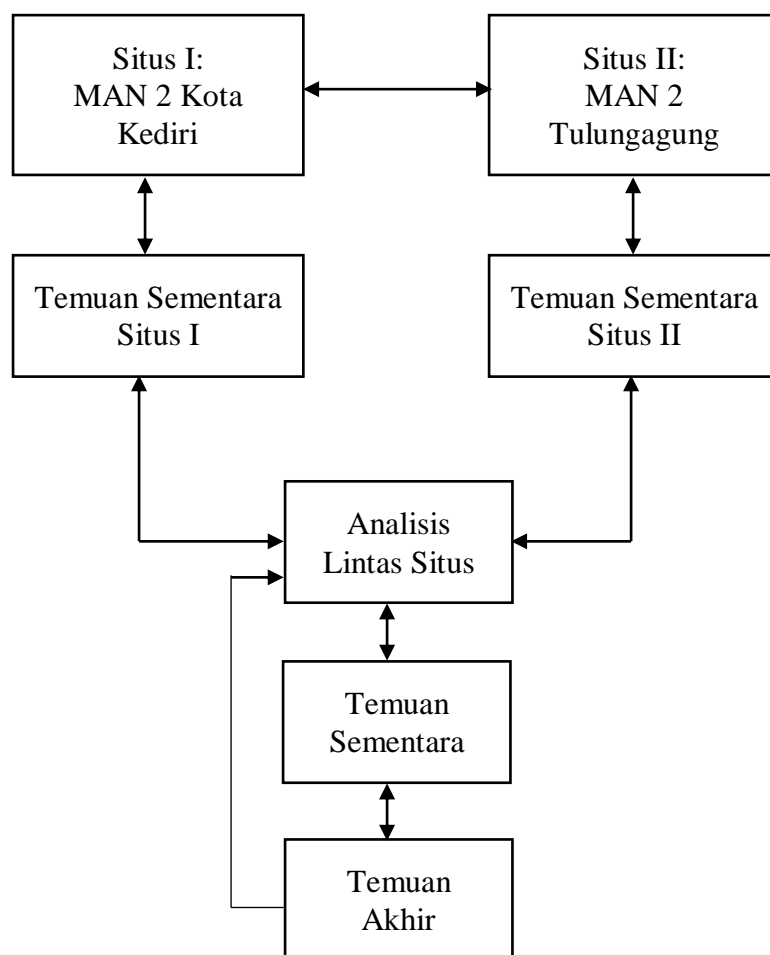 Situs I:
MAN 2 Kota
Kediri
Situs II:
MAN 2
Tulungagung
Temuan Sementara
Situs I
Temuan Sementara
Situs II
Analisis
Lintas Situs
Temuan
Sementara
Temuan
Akhir